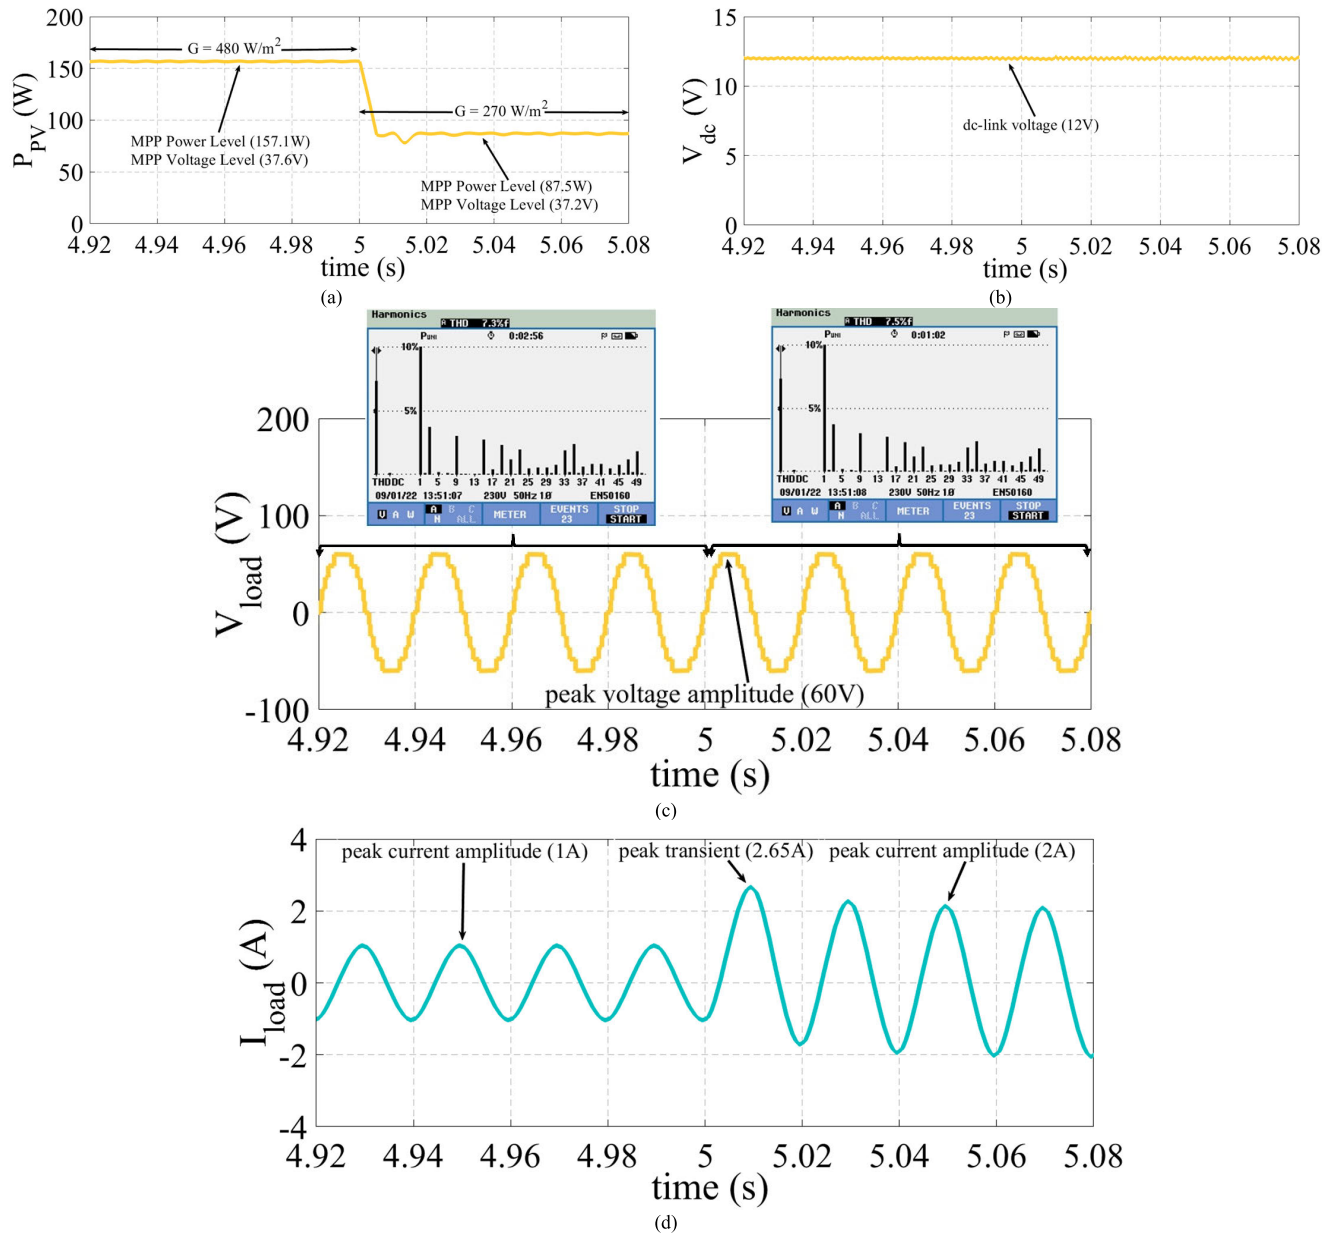 200
150
100
50
0
P_PV (W)
G = 480 W/m²
G = 270 W/m²
MPP Power Level (157.1W)
MPP Voltage Level (37.6V)
MPP Power Level (87.5W)
MPP Voltage Level (37.2V)
4.92 4.94 4.96 4.98 5 5.02 5.04 5.06 5.08
time (s)
(a)
15
10
5
0
V_dc (V)
dc-link voltage (12V)
4.92 4.94 4.96 4.98 5 5.02 5.04 5.06 5.08
time (s)
(b)
Harmonics
A THD 7.3%f
PUNI 0:02:56
10%
5%
THDDC 1 5 9 13 17 21 25 29 33 37 41 45 49
09/01/22 13:51:07 230V 50Hz 1Ø EN50160
V A W A B C N ALL METER EVENTS 23 STOP START
Harmonics
A THD 7.5%f
PUNI 0:01:02
10%
5%
THDDC 1 5 9 13 17 21 25 29 33 37 41 45 49
09/01/22 13:51:08 230V 50Hz 1Ø EN50160
V A W A B C N ALL METER EVENTS 23 STOP START
200
100
0
-100
V_load (V)
peak voltage amplitude (60V)
4.92 4.94 4.96 4.98 5 5.02 5.04 5.06 5.08
time (s)
(c)
4
2
0
-2
-4
I_load (A)
peak current amplitude (1A)
peak transient (2.65A)
peak current amplitude (2A)
4.92 4.94 4.96 4.98 5 5.02 5.04 5.06 5.08
time (s)
(d)